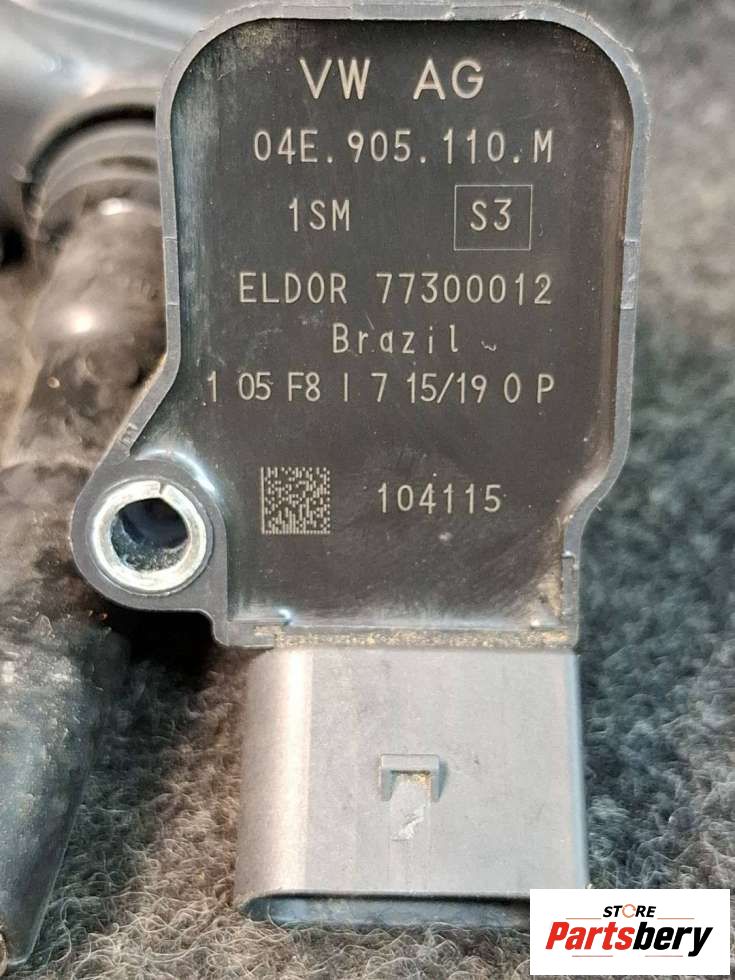 VW AG
04E.905.110.M
1SM S3
ELDOR 77300012
Brazil
1 05 F8 I 7 15/19 0 P
104115
STORE
Partsbery